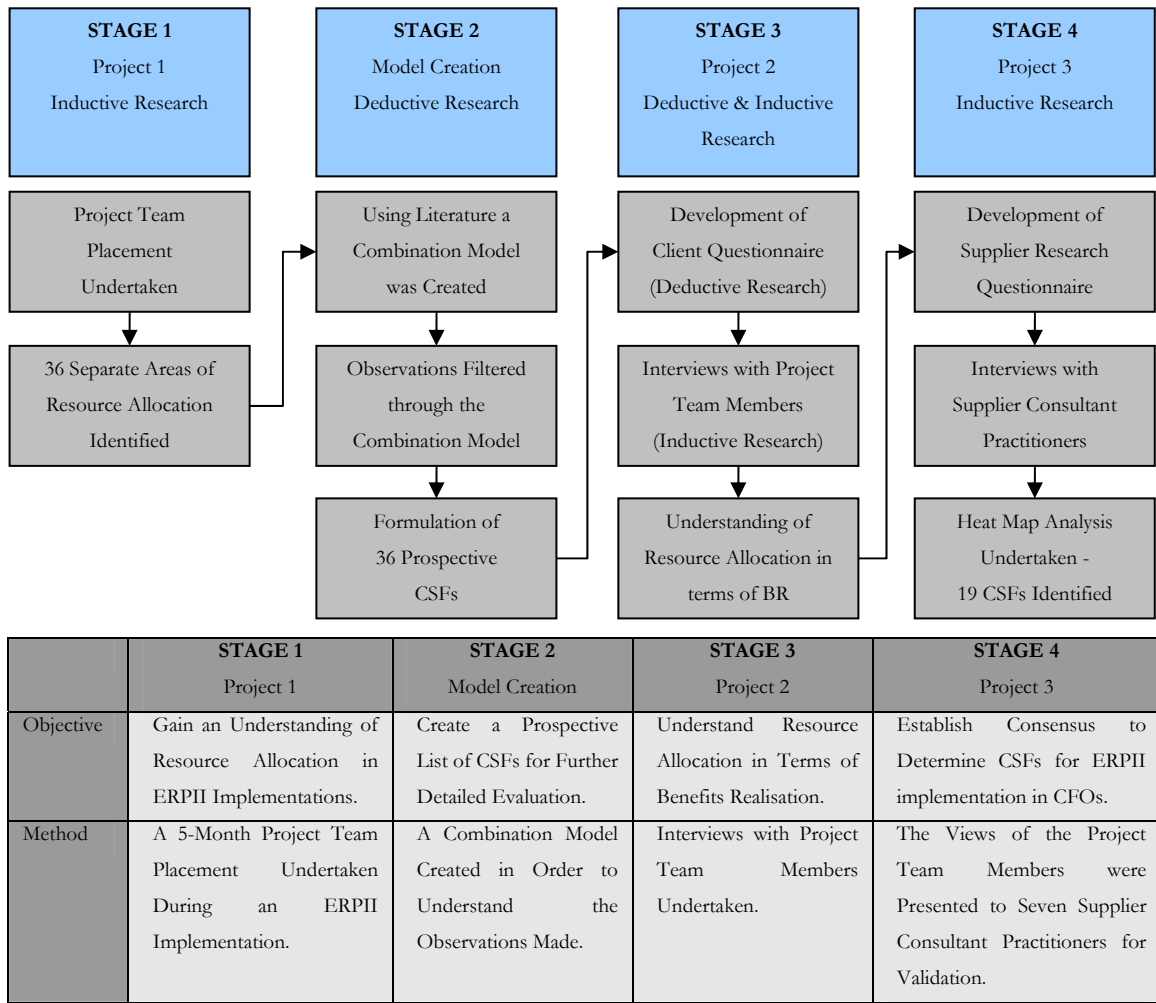 STAGE 1
Project 1
Inductive Research
STAGE 2
Model Creation
Deductive Research
STAGE 3
Project 2
Deductive & Inductive
Research
STAGE 4
Project 3
Inductive Research
Project Team
Placement
Undertaken
36 Separate Areas of
Resource Allocation
Identified
Using Literature a
Combination Model
was Created
Observations Filtered
through the
Combination Model
Formulation of
36 Prospective
CSFs
Development of
Client Questionnaire
(Deductive Research)
Interviews with Project
Team Members
(Inductive Research)
Understanding of
Resource Allocation in
terms of BR
Development of
Supplier Research
Questionnaire
Interviews with
Supplier Consultant
Practitioners
Heat Map Analysis
Undertaken -
19 CSFs Identified
STAGE 1
Project 1
STAGE 2
Model Creation
STAGE 3
Project 2
STAGE 4
Project 3
Objective
Gain an Understanding of
Resource Allocation in
ERPII Implementations.
Create a Prospective
List of CSFs for Further
Detailed Evaluation.
Understand Resource
Allocation in Terms of
Benefits Realisation.
Establish Consensus to
Determine CSFs for ERPII
implementation in CFOs.
Method
A 5-Month Project Team
Placement Undertaken
During an ERPII
Implementation.
A Combination Model
Created in Order to
Understand the
Observations Made.
Interviews with Project
Team Members
Undertaken.
The Views of the Project
Team Members were
Presented to Seven Supplier
Consultant Practitioners for
Validation.